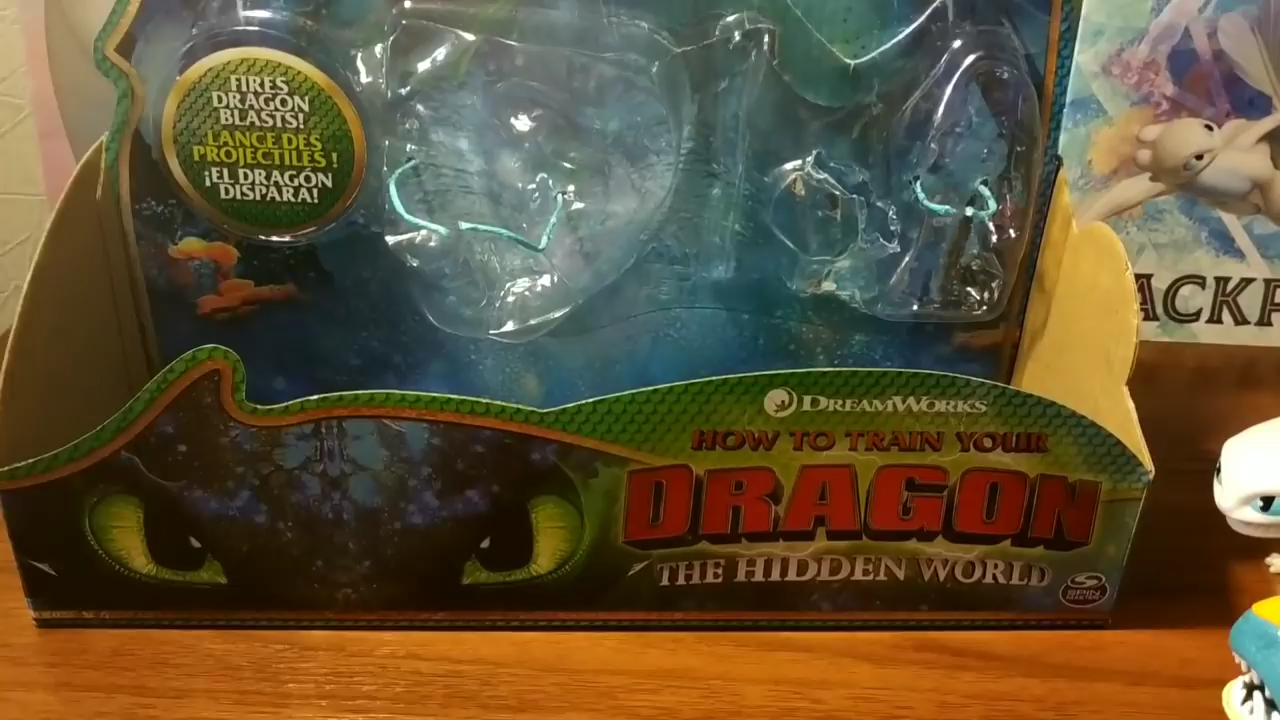 FIRES
DRAGON
BLASTS!
LANCE DES
PROJECTILES !
¡EL DRAGÓN
DISPARA!
ACKP
DREAMWORKS
HOW TO TRAIN YOUR
DRAGON
THE HIDDEN WORLD
SPIN
MASTER